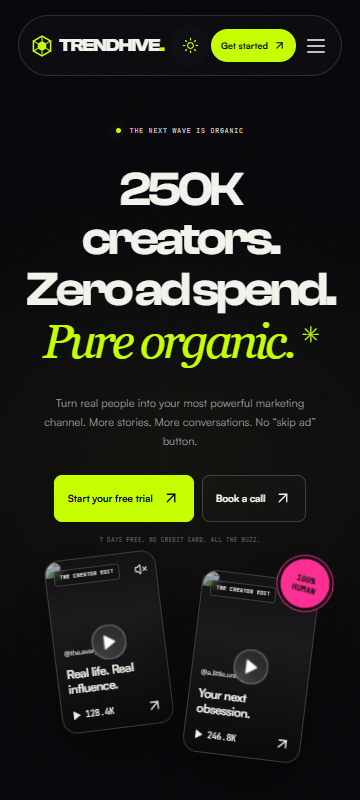 TRENDHIVE.
Get started
THE NEXT WAVE IS ORGANIC
250K
creators.
Zero ad spend.
Pure organic.*
Turn real people into your most powerful marketing
channel. More stories. More conversations. No “skip ad”
button.
Start your free trial
Book a call
7 DAYS FREE. NO CREDIT CARD. ALL THE BUZZ.
THE CREATOR EDIT
Real life. Real
influence.
128.4K
100%
HUMAN
THE CREATOR EDIT
Your next
obsession.
246.8K